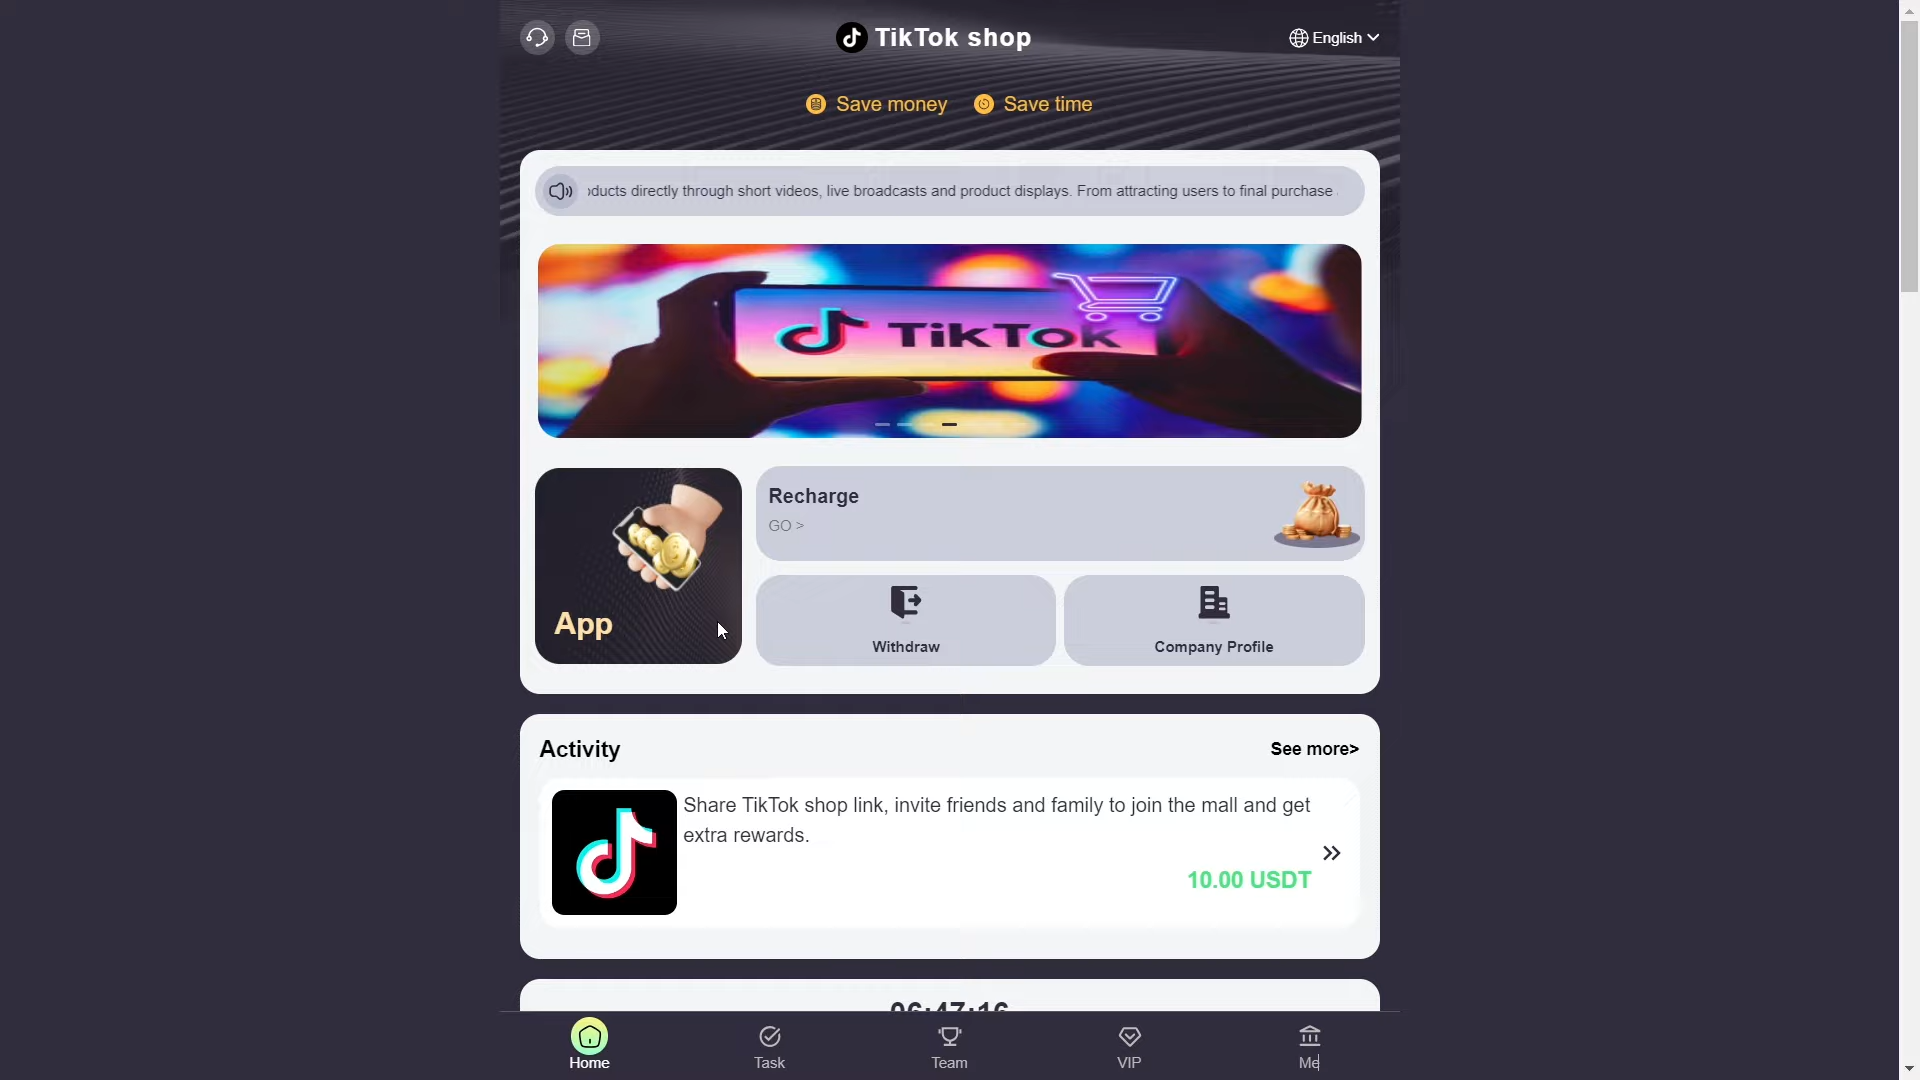 TikTok shop
English
Save money Save time
ducts directly through short videos, live broadcasts and product displays. From attracting users to final purchase
TikTok
App
Recharge
GO >
Withdraw
Company Profile
Activity
See more>
Share TikTok shop link, invite friends and family to join the mall and get
extra rewards.
10.00 USDT
06:47:16
Home
Task
Team
VIP
Me